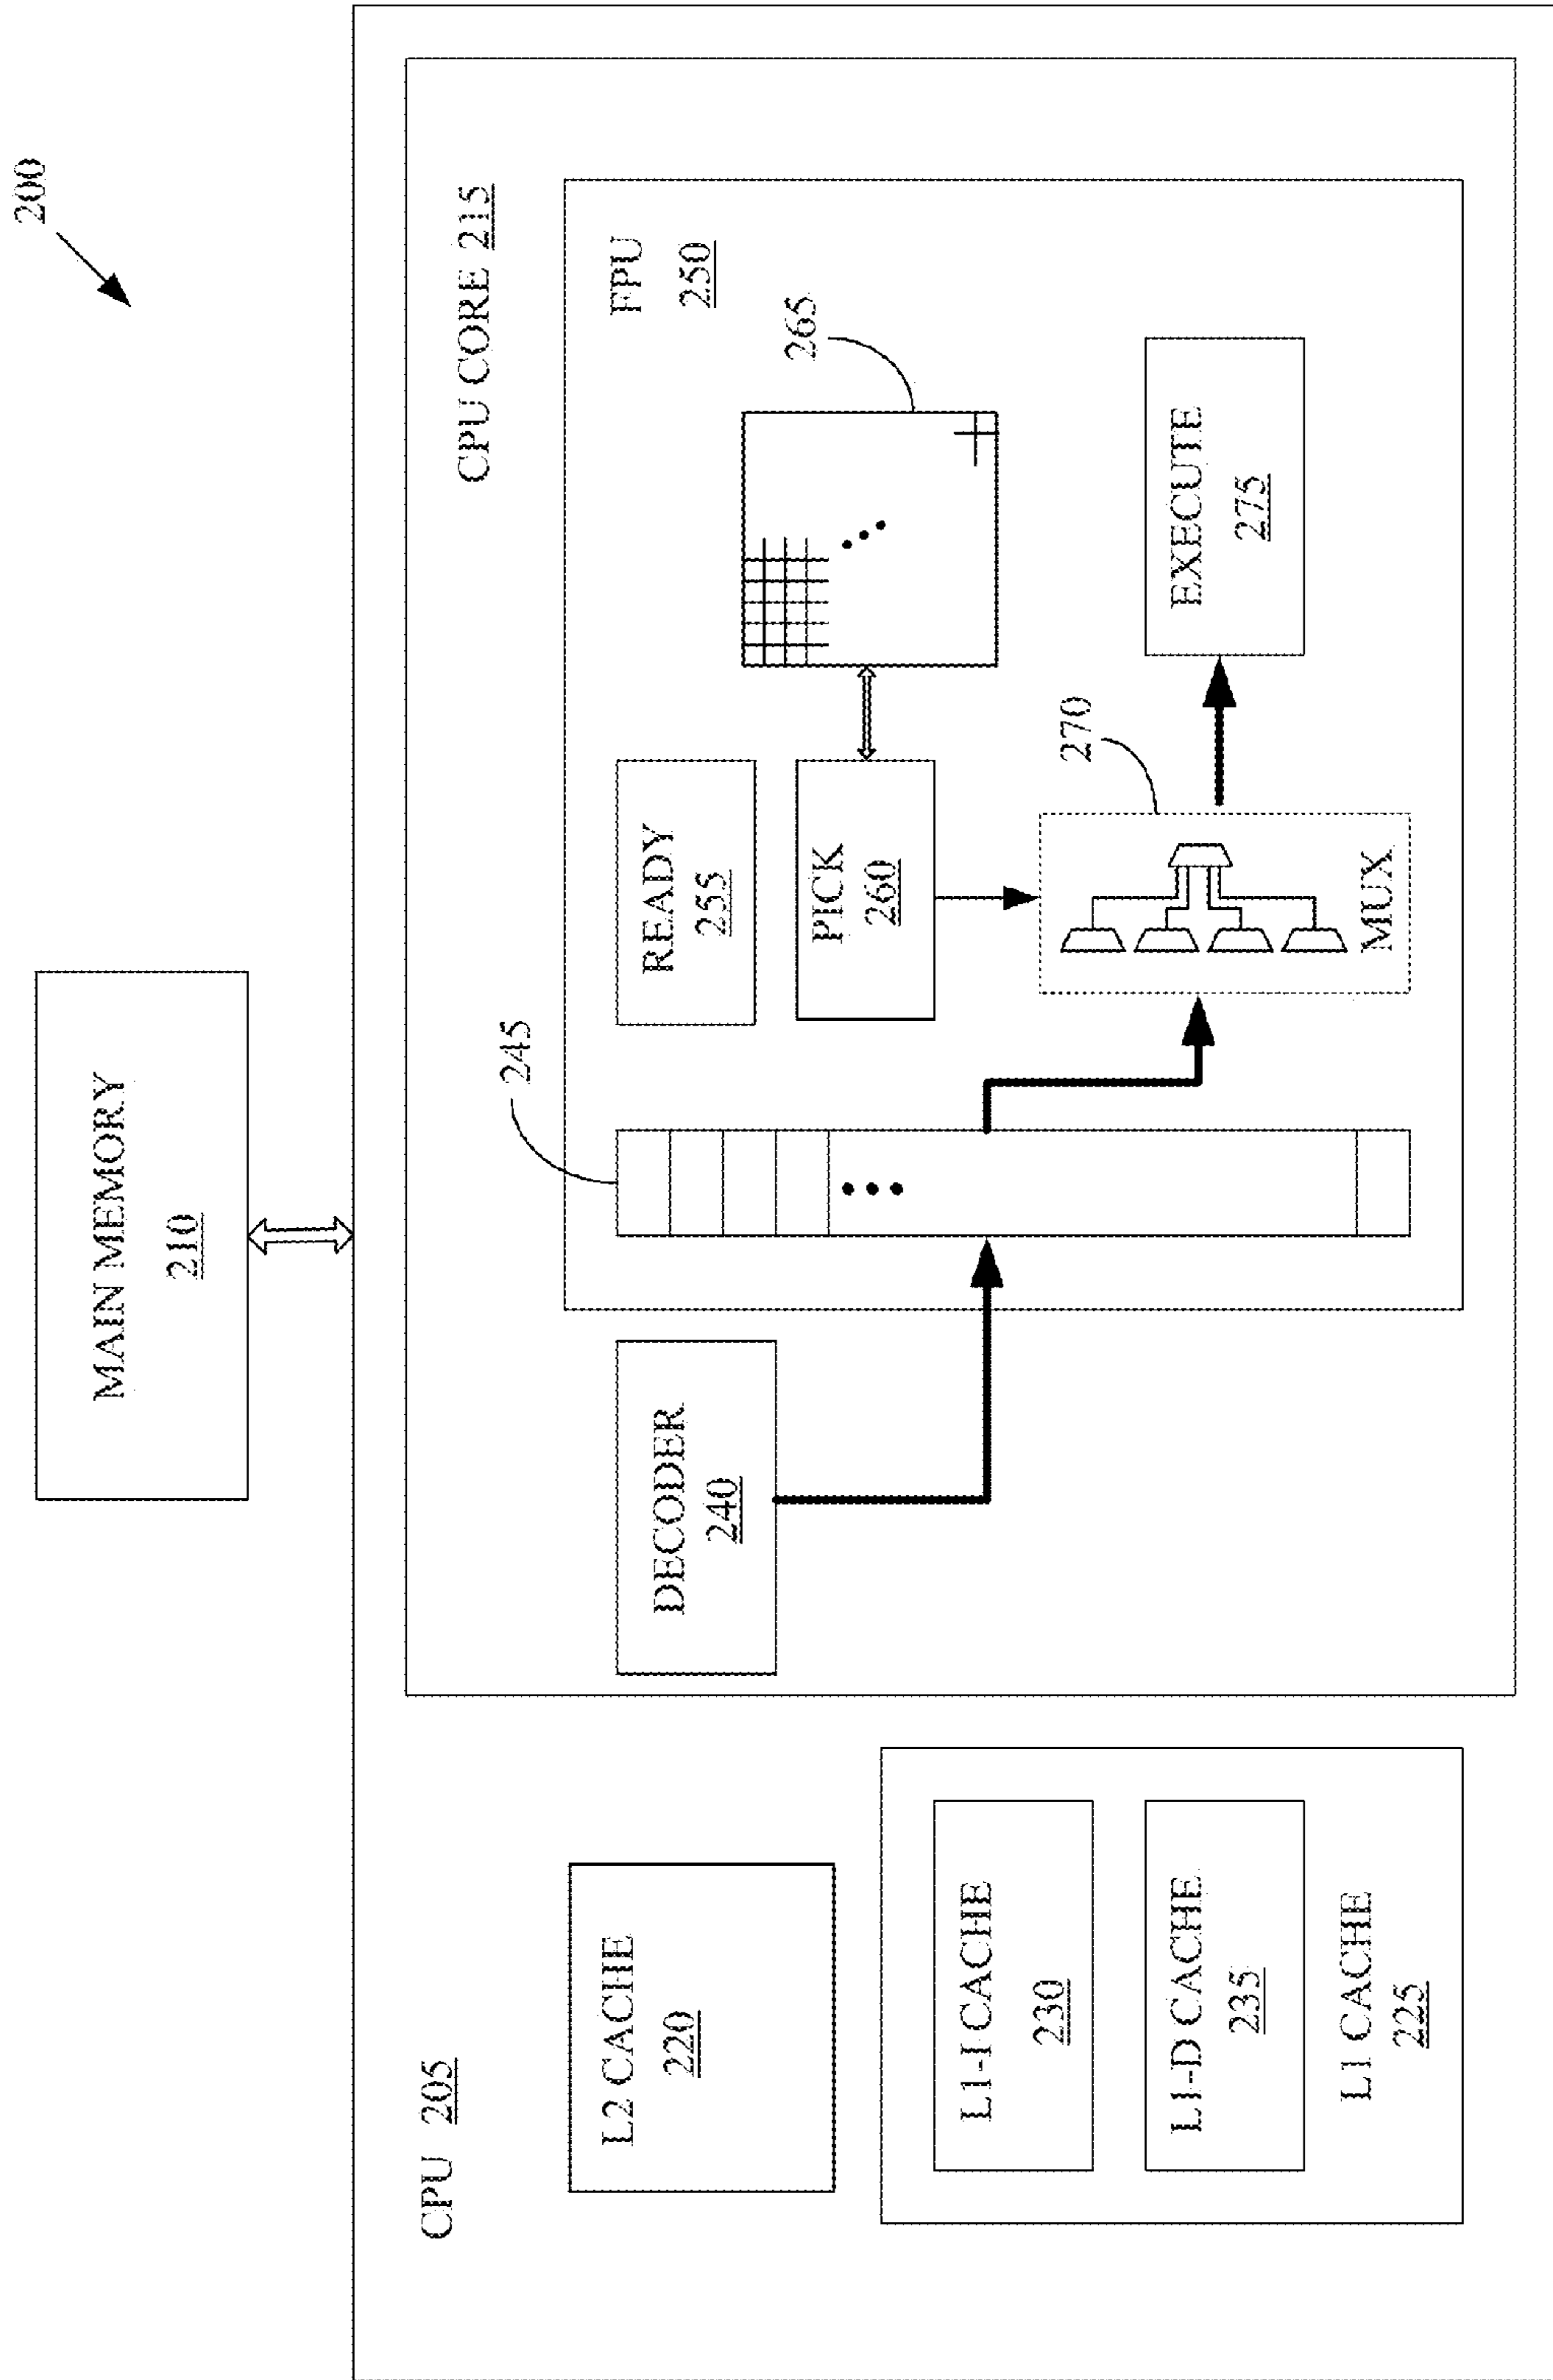 200
MAIN MEMORY
210
CPU 205
CPU CORE 215
L2 CACHE
220
L1-I CACHE
230
L1-D CACHE
235
L1 CACHE
225
DECODER
240
245
FPU
250
READY
255
PICK
260
265
270
MUX
EXECUTE
275